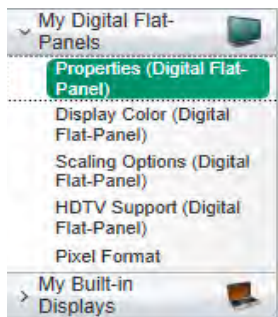 My Digital Flat-
Panels
Properties (Digital Flat-
Panel)
Display Color (Digital
Flat-Panel)
Scaling Options (Digital
Flat-Panel)
HDTV Support (Digital
Flat-Panel)
Pixel Format
My Built-in
Displays